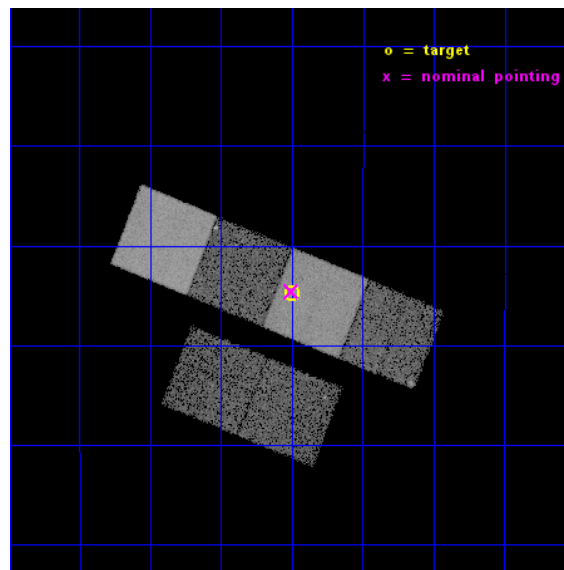 o = target
x = nominal pointing